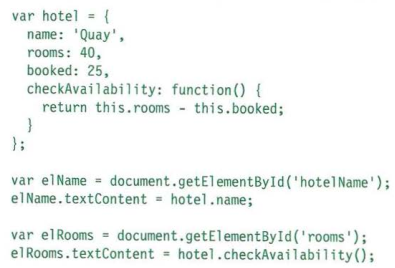 var hotel = {
  name: 'Quay',
  rooms: 40,
  booked: 25,
  checkAvailability: function() {
    return this.rooms - this.booked;
  }
};

var elName = document.getElementById('hotelName');
elName.textContent = hotel.name;

var elRooms = document.getElementById('rooms');
elRooms.textContent = hotel.checkAvailability();